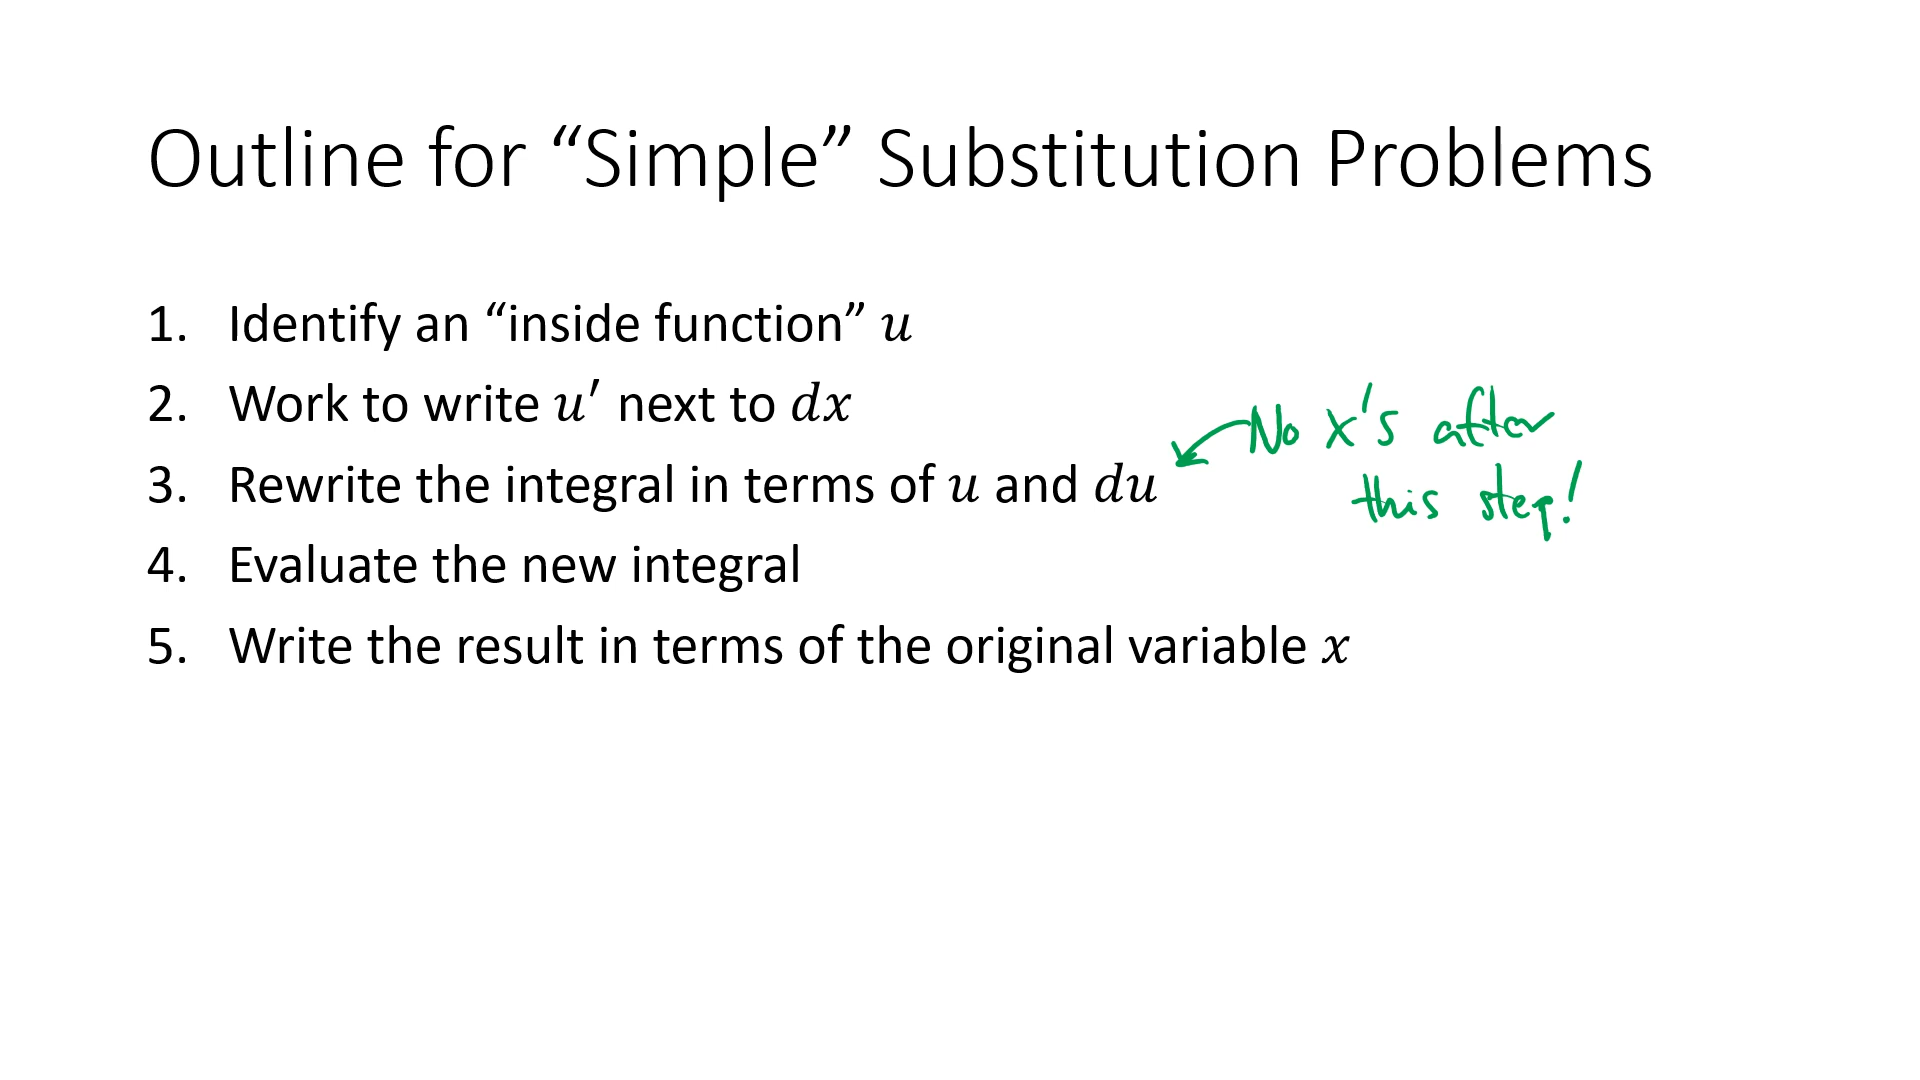 Outline for “Simple” Substitution Problems
1. Identify an “inside function” u
2. Work to write u′ next to dx
3. Rewrite the integral in terms of u and du
No x's after
this step!
4. Evaluate the new integral
5. Write the result in terms of the original variable x